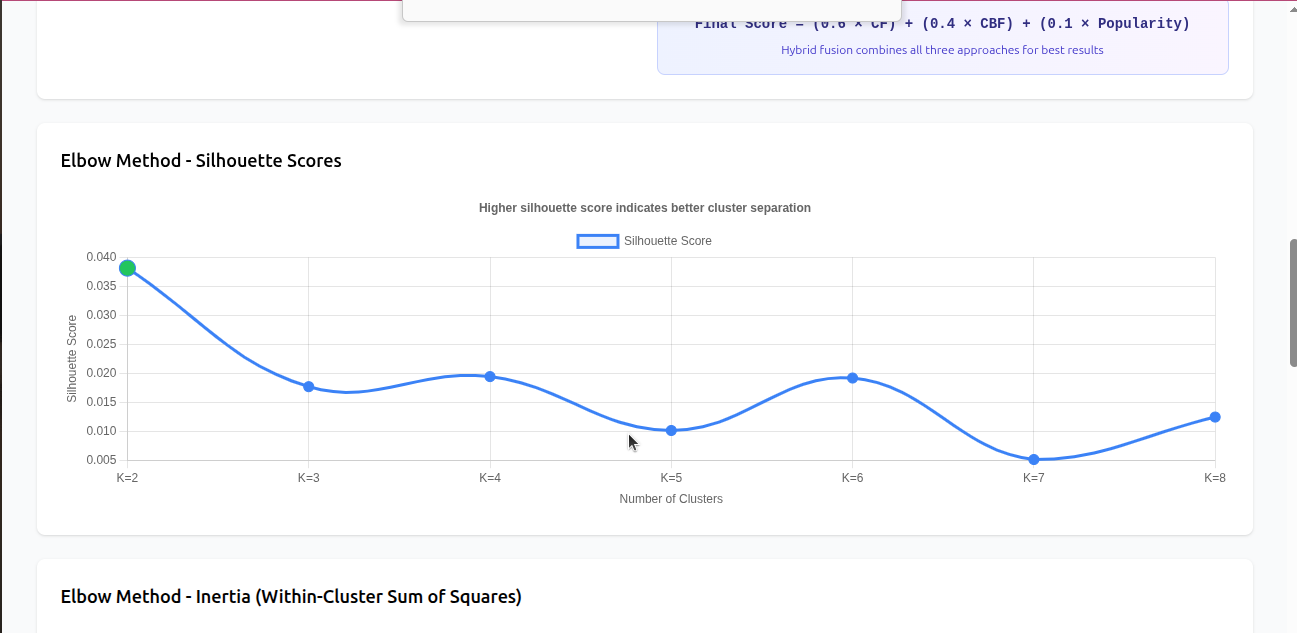 Final Score = (0.6 × CF) + (0.4 × CBF) + (0.1 × Popularity)
Hybrid fusion combines all three approaches for best results
Elbow Method - Silhouette Scores
Higher silhouette score indicates better cluster separation
Silhouette Score
Silhouette Score
0.040
0.035
0.030
0.025
0.020
0.015
0.010
0.005
K=2 K=3 K=4 K=5 K=6 K=7 K=8
Number of Clusters
Elbow Method - Inertia (Within-Cluster Sum of Squares)